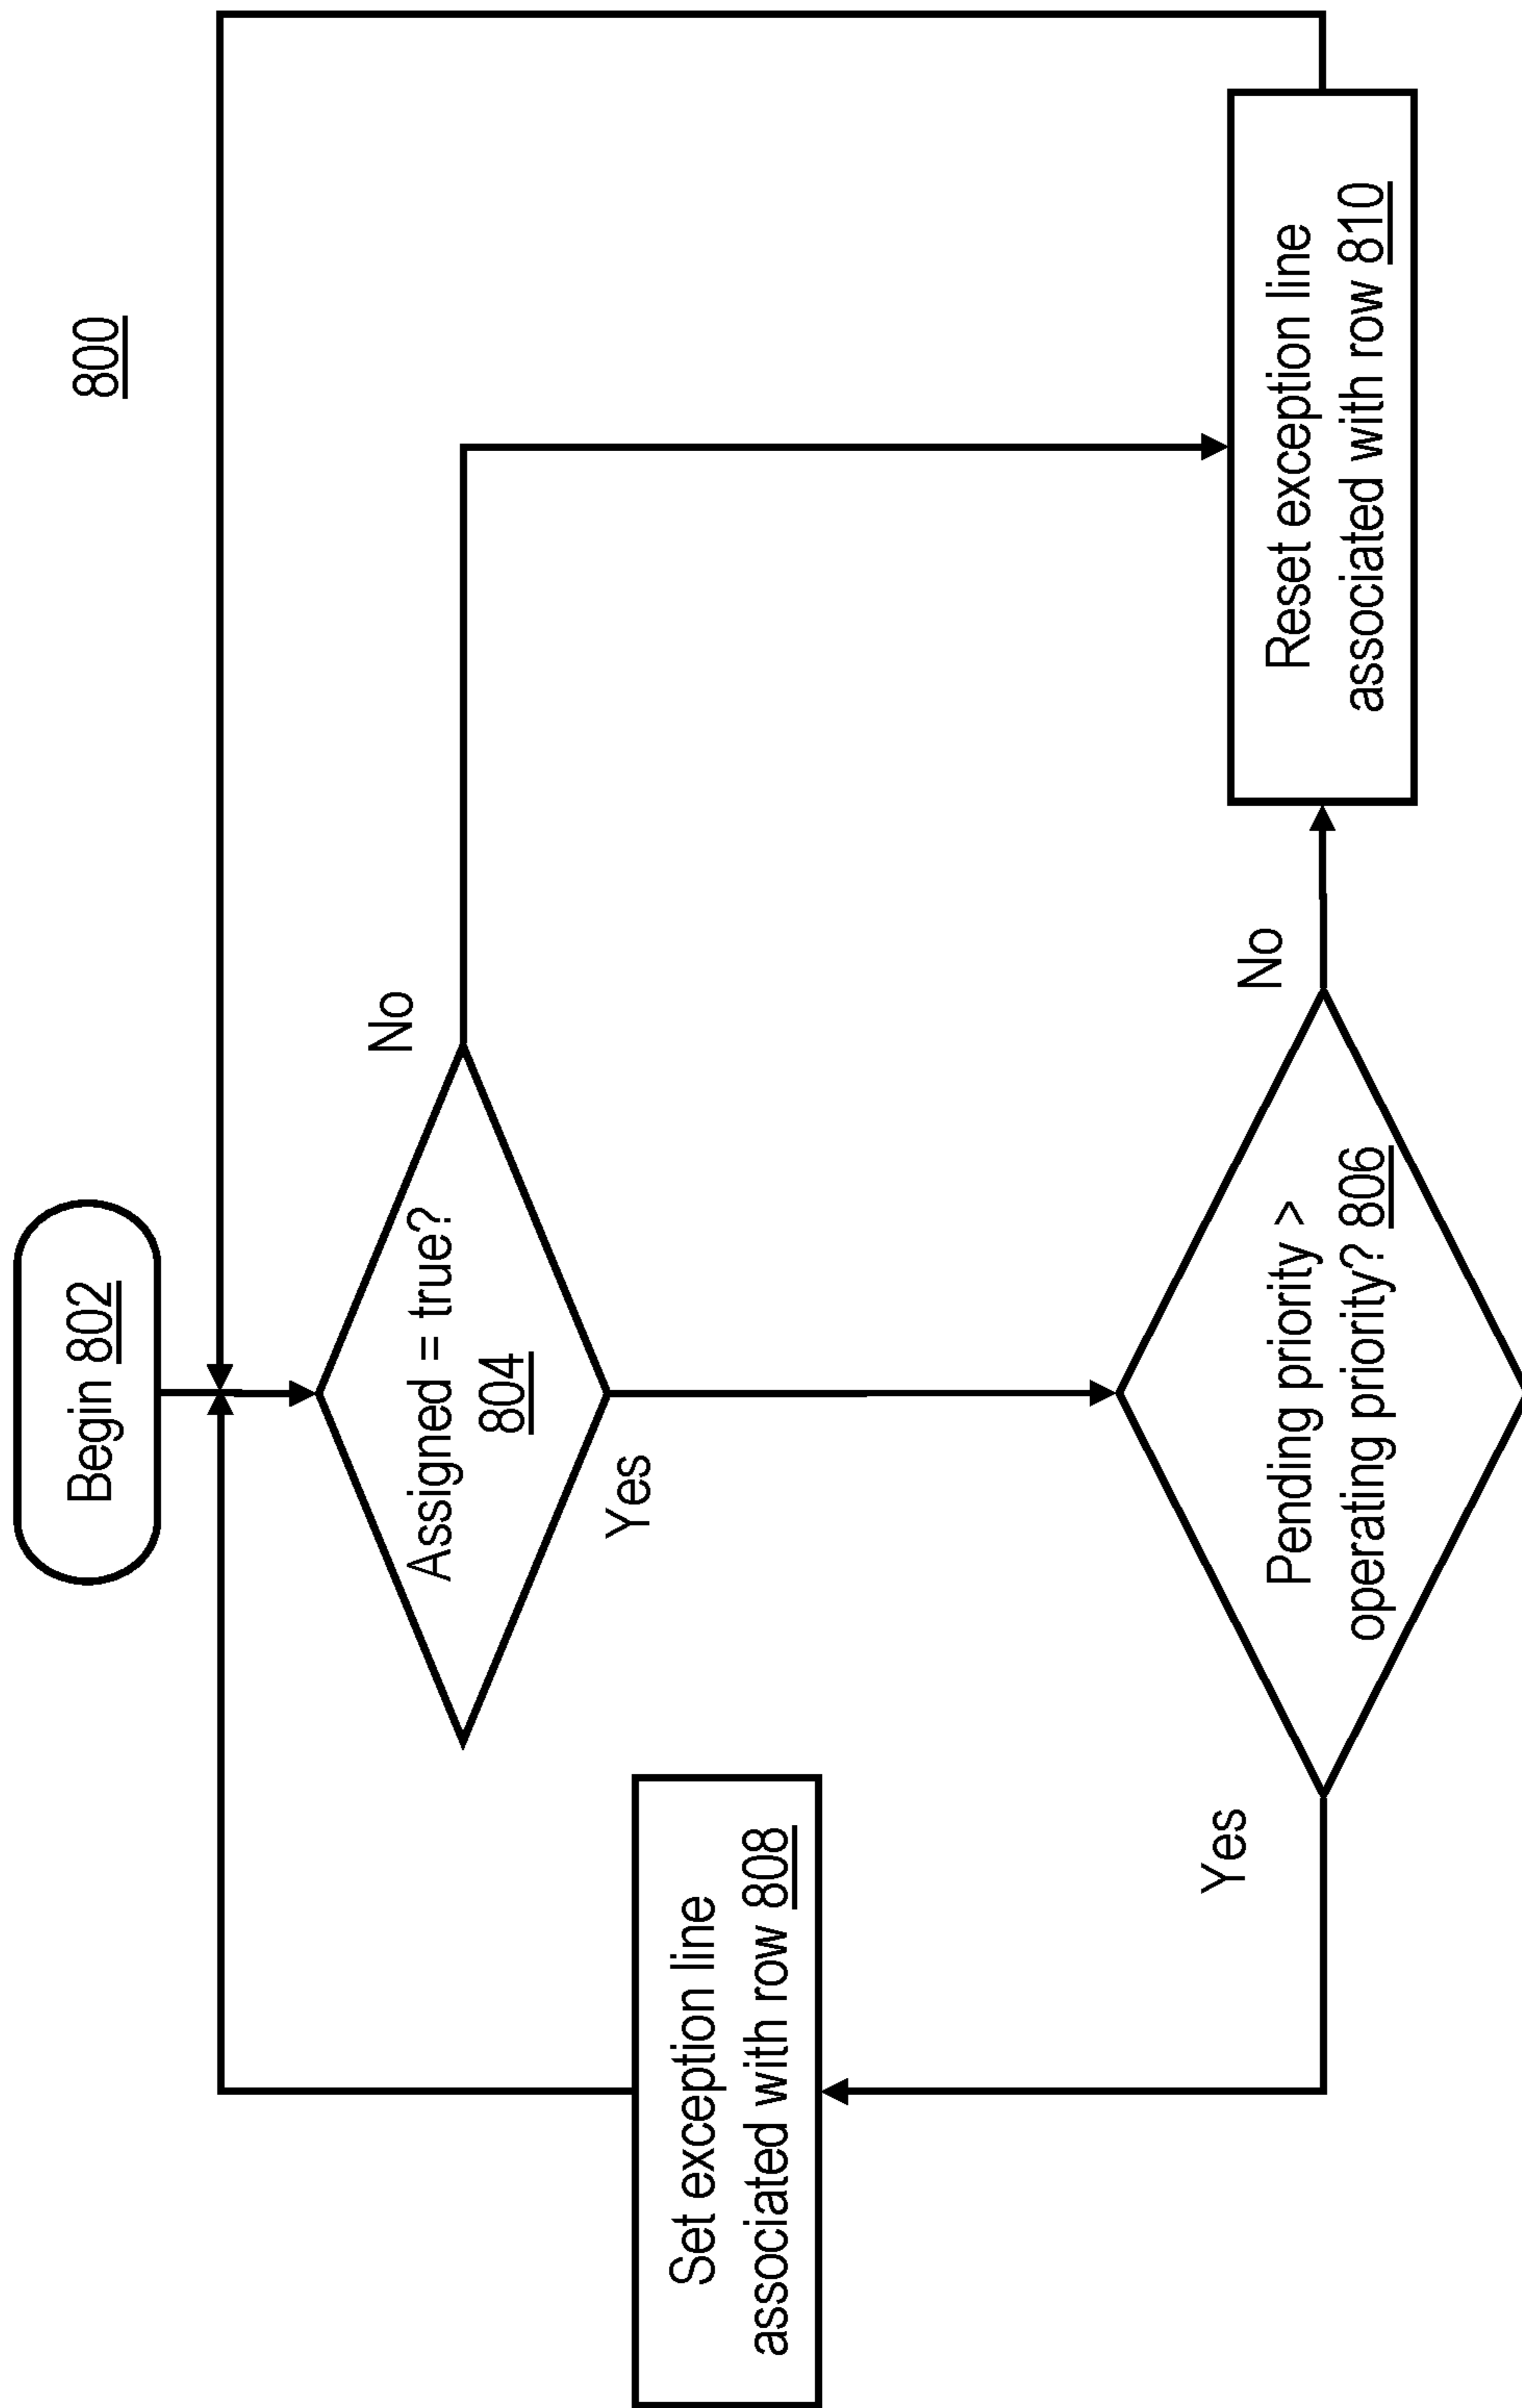 800
Begin 802
Assigned = true?
804
No
Yes
Set exception line
associated with row 808
Yes
Pending priority >
operating priority? 806
No
Reset exception line
associated with row 810